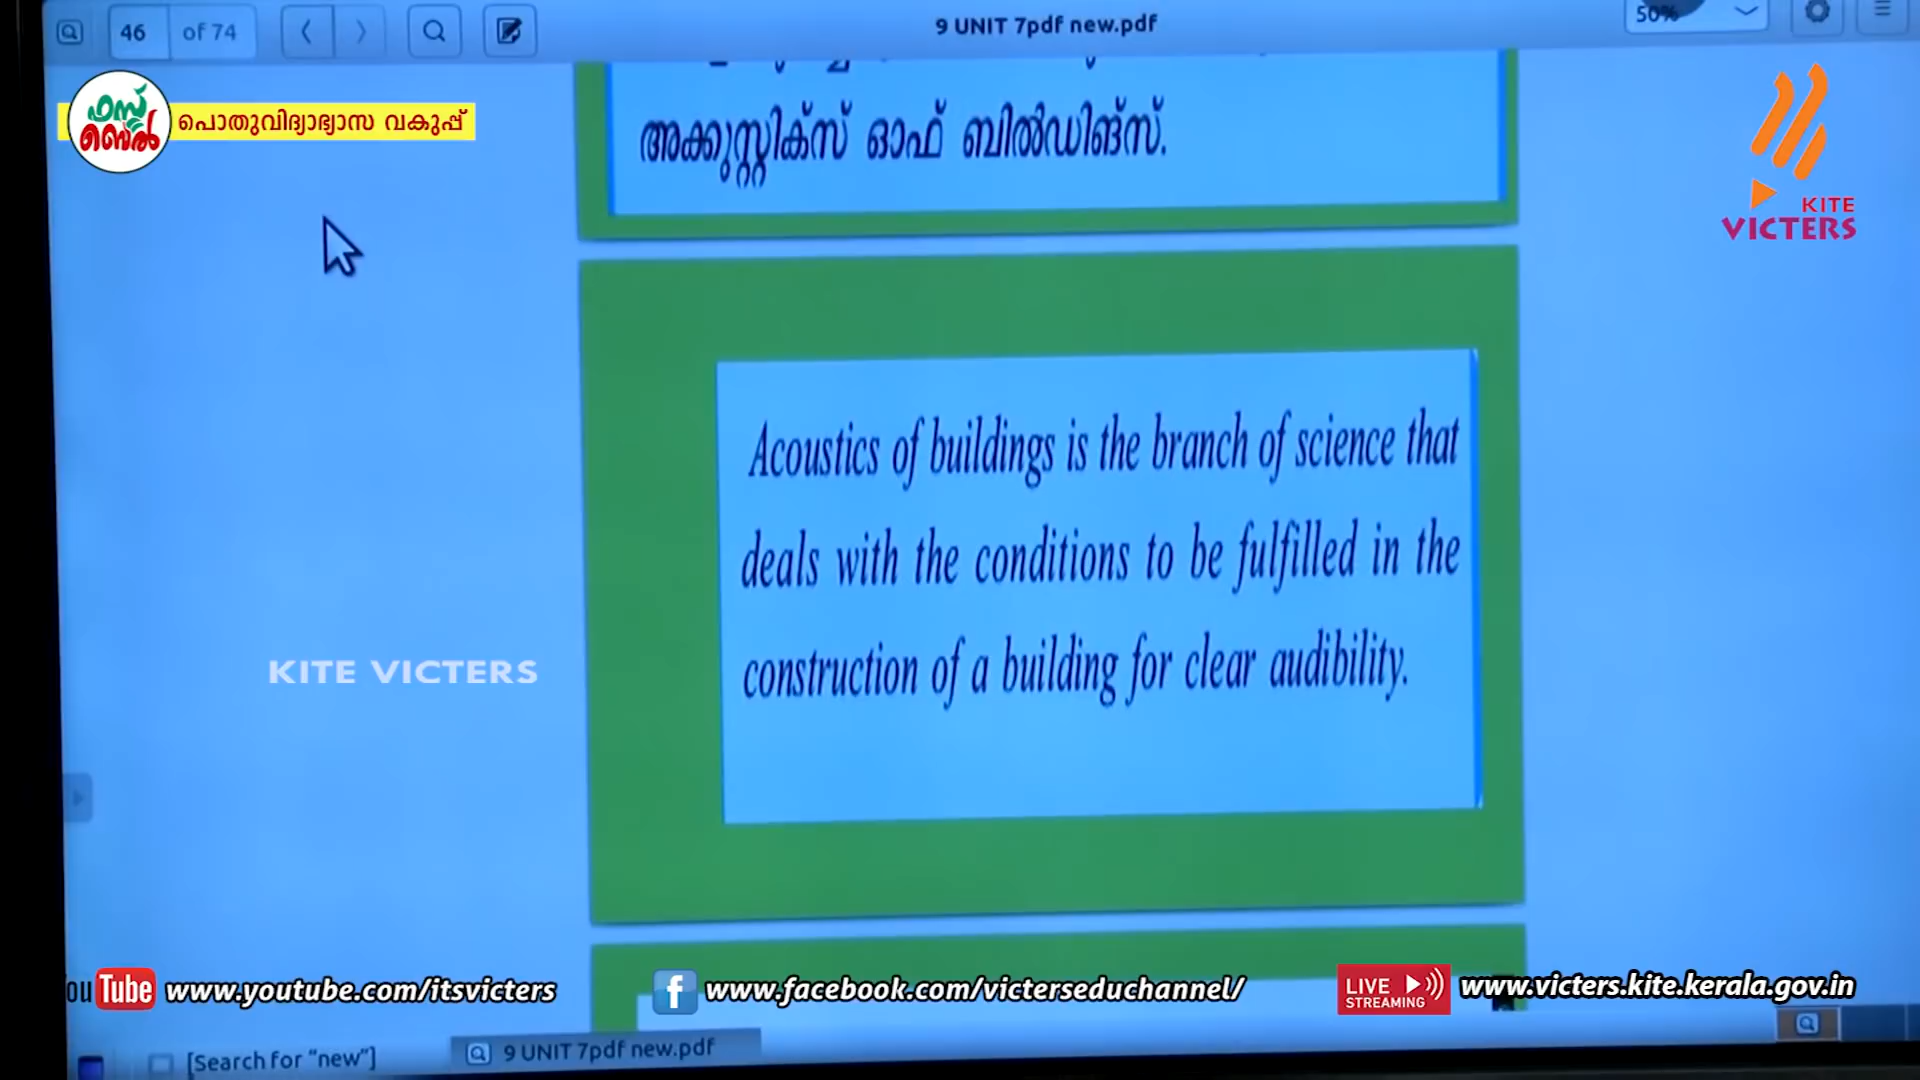 46 of 74
9 UNIT 7pdf new.pdf
50%
ഫസ്റ്റ് ബെൽ
പൊതുവിദ്യാഭ്യാസ വകുപ്പ്
KITE
VICTERS
അക്കുസ്റ്റിക്സ് ഓഫ് ബിൽഡിങ്സ്.
Acoustics of buildings is the branch of science that
deals with the conditions to be fulfilled in the
construction of a building for clear audibility.
KITE VICTERS
ou Tube www.youtube.com/itsvicters
f www.facebook.com/victerseduchannel/
LIVE
STREAMING
www.victers.kite.kerala.gov.in
[Search for "new"]
9 UNIT 7pdf new.pdf